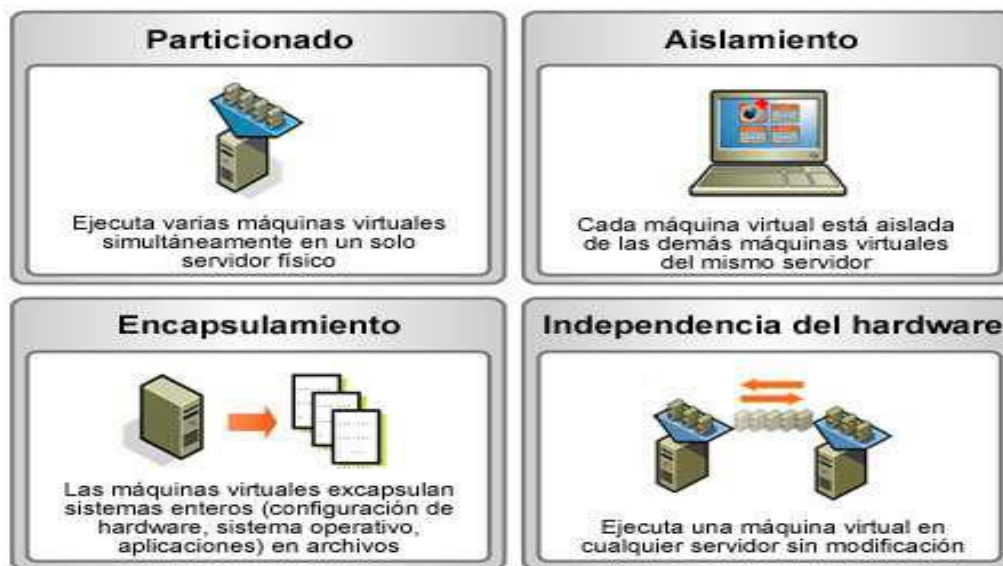 Particionado
Ejecuta varias máquinas virtuales
simultáneamente en un solo
servidor físico
Aislamiento
Cada máquina virtual está aislada
de las demás máquinas virtuales
del mismo servidor
Encapsulamiento
Las máquinas virtuales excapsulan
sistemas enteros (configuración de
hardware, sistema operativo,
aplicaciones) en archivos
Independencia del hardware
Ejecuta una máquina virtual en
cualquier servidor sin modificación